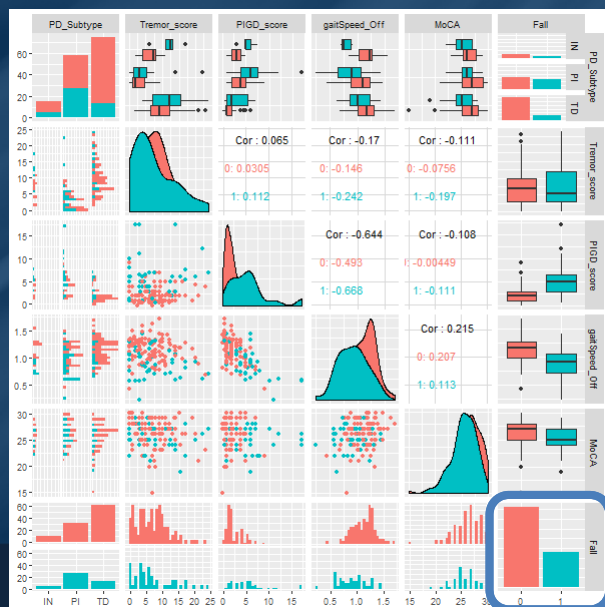 PD_Subtype Tremor_score PIGD_score gaitSpeed_Off MoCA Fall
60
40
20
0
IN
PI
TD
PD_Subtype
25
20
15
10
5
0
Cor : 0.065
0: 0.0305
1: 0.112
Cor : -0.17
0: -0.146
1: -0.242
Cor : -0.111
0: -0.0756
1: -0.197
Tremor_score
15
10
5
0
Cor : -0.644
0: -0.493
1: -0.668
Cor : -0.108
): -0.00449
1: -0.111
PIGD_score
1.5
1.0
0.5
Cor : 0.215
0: 0.207
1: 0.113
gaitSpeed_Off
30
25
20
15
MoCA
60
40
20
0
60
40
20
0
Fall
IN PI TD 0 5 10 15 20 25 0 5 10 15 0.5 1.0 1.5 15 20 25 30 0 1